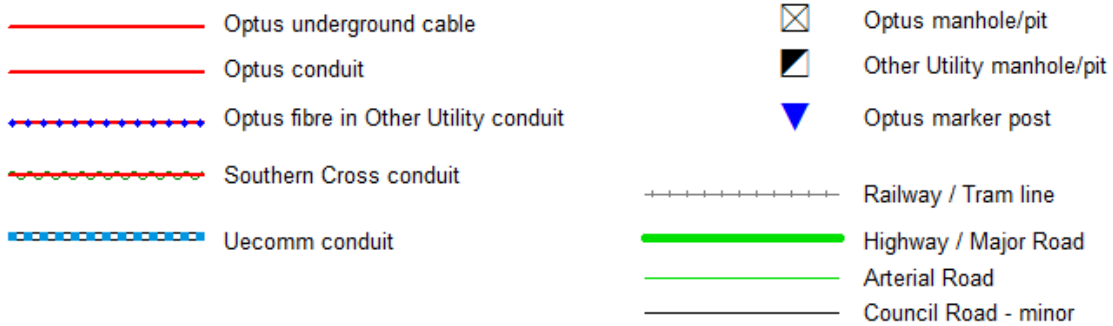 Optus underground cable
Optus conduit
Optus fibre in Other Utility conduit
Southern Cross conduit
Uecomm conduit
Optus manhole/pit
Other Utility manhole/pit
Optus marker post
Railway / Tram line
Highway / Major Road
Arterial Road
Council Road - minor